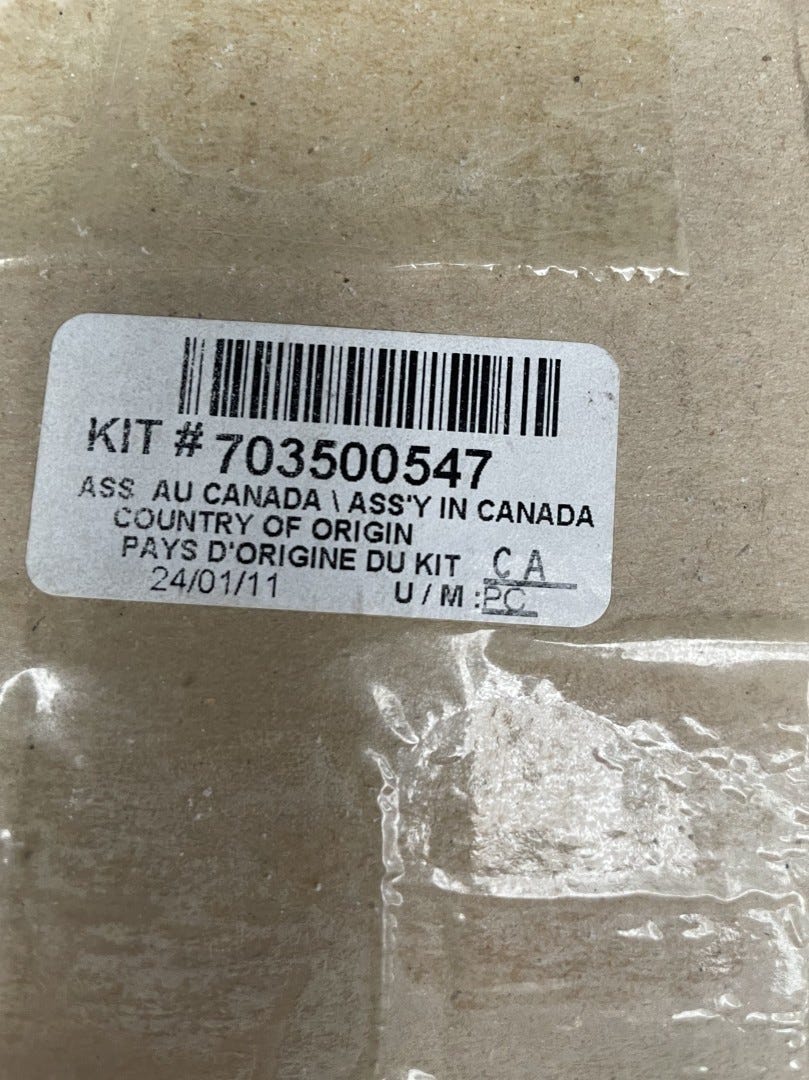 KIT # 703500547
ASS AU CANADA \ ASS'Y IN CANADA
COUNTRY OF ORIGIN
PAYS D'ORIGINE DU KIT CA
24/01/11 U / M :PC